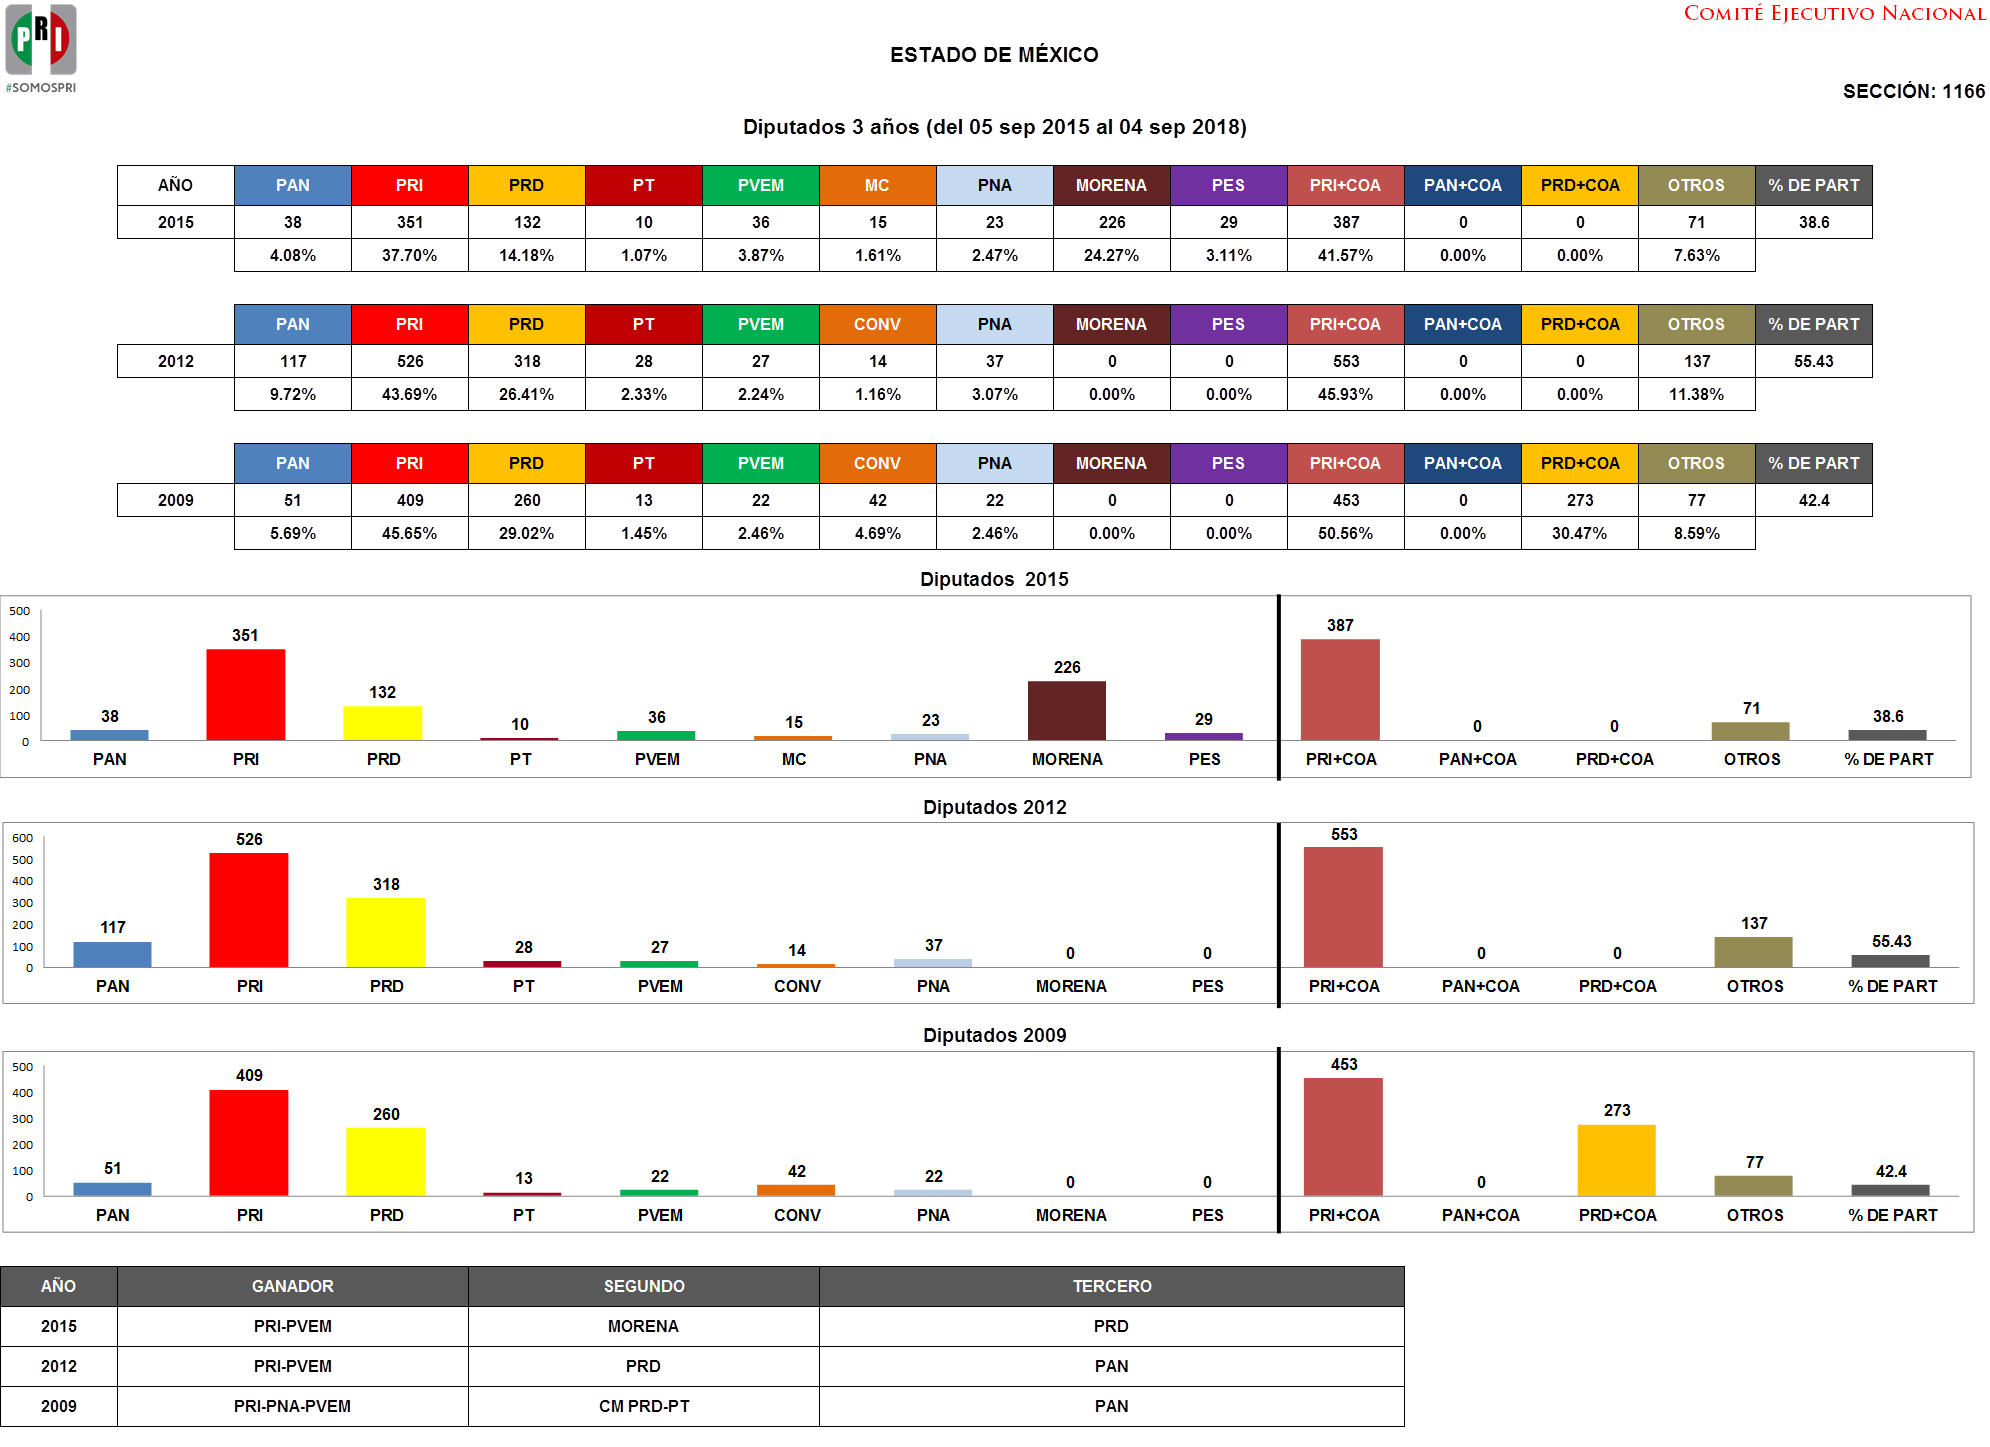 PRI
#SOMOSPRI
COMITÉ EJECUTIVO NACIONAL
ESTADO DE MÉXICO
SECCIÓN: 1166
Diputados 3 años (del 05 sep 2015 al 04 sep 2018)
AÑO PAN PRI PRD PT PVEM MC PNA MORENA PES PRI+COA PAN+COA PRD+COA OTROS % DE PART
2015 38 351 132 10 36 15 23 226 29 387 0 0 71 38.6
4.08% 37.70% 14.18% 1.07% 3.87% 1.61% 2.47% 24.27% 3.11% 41.57% 0.00% 0.00% 7.63%
PAN PRI PRD PT PVEM CONV PNA MORENA PES PRI+COA PAN+COA PRD+COA OTROS % DE PART
2012 117 526 318 28 27 14 37 0 0 553 0 0 137 55.43
9.72% 43.69% 26.41% 2.33% 2.24% 1.16% 3.07% 0.00% 0.00% 45.93% 0.00% 0.00% 11.38%
PAN PRI PRD PT PVEM CONV PNA MORENA PES PRI+COA PAN+COA PRD+COA OTROS % DE PART
2009 51 409 260 13 22 42 22 0 0 453 0 273 77 42.4
5.69% 45.65% 29.02% 1.45% 2.46% 4.69% 2.46% 0.00% 0.00% 50.56% 0.00% 30.47% 8.59%
Diputados 2015
500
400
300
200
100
0
38 351 132 10 36 15 23 226 29 387 0 0 71 38.6
PAN PRI PRD PT PVEM MC PNA MORENA PES PRI+COA PAN+COA PRD+COA OTROS % DE PART
Diputados 2012
600
500
400
300
200
100
0
117 526 318 28 27 14 37 0 0 553 0 0 137 55.43
PAN PRI PRD PT PVEM CONV PNA MORENA PES PRI+COA PAN+COA PRD+COA OTROS % DE PART
Diputados 2009
500
400
300
200
100
0
51 409 260 13 22 42 22 0 0 453 0 273 77 42.4
PAN PRI PRD PT PVEM CONV PNA MORENA PES PRI+COA PAN+COA PRD+COA OTROS % DE PART
AÑO GANADOR SEGUNDO TERCERO
2015 PRI-PVEM MORENA PRD
2012 PRI-PVEM PRD PAN
2009 PRI-PNA-PVEM CM PRD-PT PAN